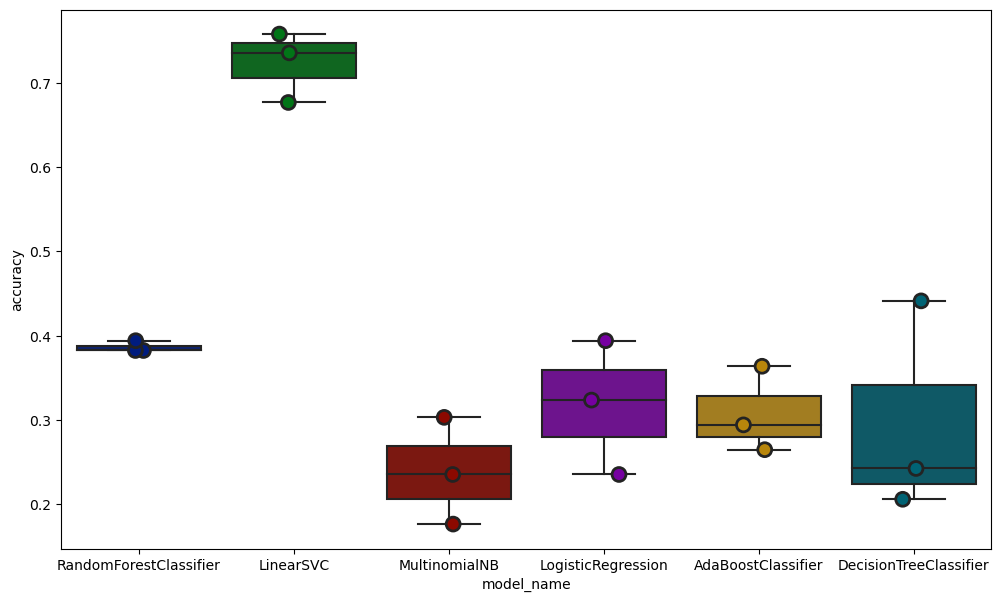 accuracy
0.7
0.6
0.5
0.4
0.3
0.2
RandomForestClassifier LinearSVC MultinomialNB LogisticRegression AdaBoostClassifier DecisionTreeClassifier
model_name